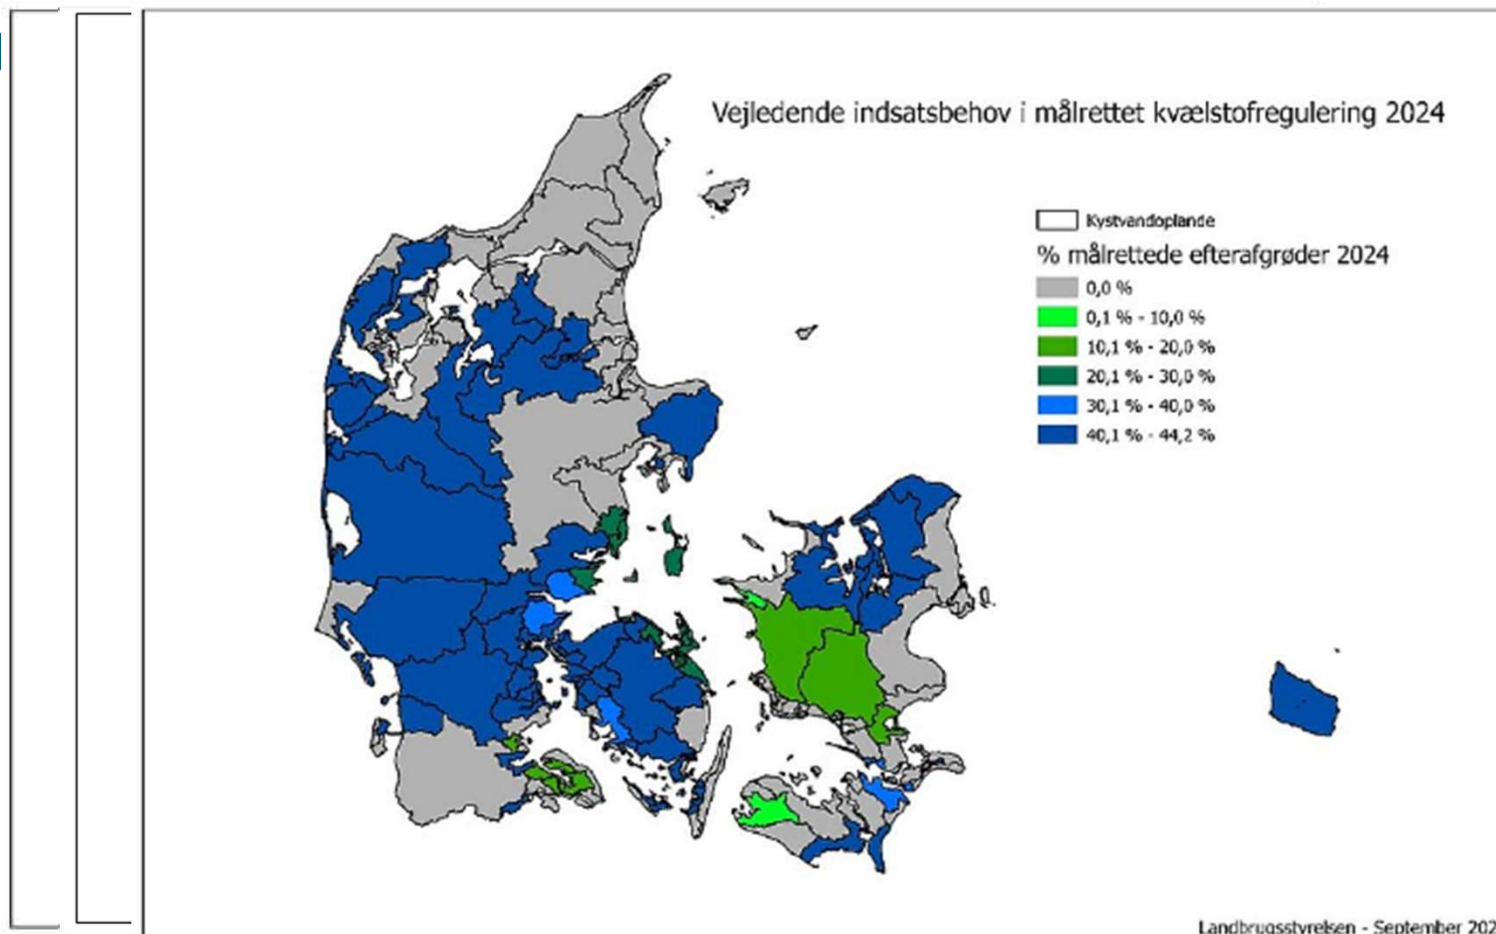 Vejledende indsatsbehov i målrettet kvælstofregulering 2024
Kystvandoplande
% målrettede efterafgrøder 2024
0,0 %
0,1 % - 10,0 %
10,1 % - 20,0 %
20,1 % - 30,0 %
30,1 % - 40,0 %
40,1 % - 44,2 %
Landbrugsstyrelsen - September 202